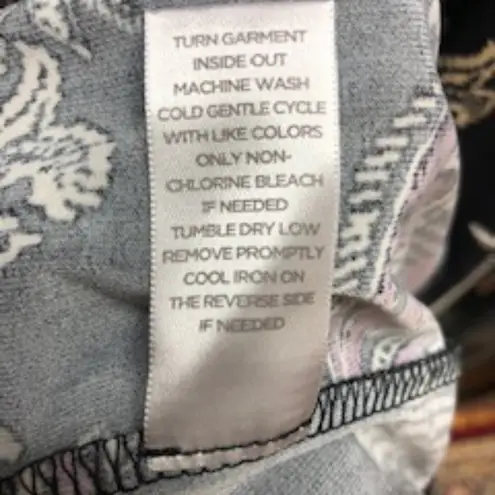 TURN GARMENT
INSIDE OUT
MACHINE WASH
COLD GENTLE CYCLE
WITH LIKE COLORS
ONLY NON-
CHLORINE BLEACH
IF NEEDED
TUMBLE DRY LOW
REMOVE PROMPTLY
COOL IRON ON
THE REVERSE SIDE
IF NEEDED